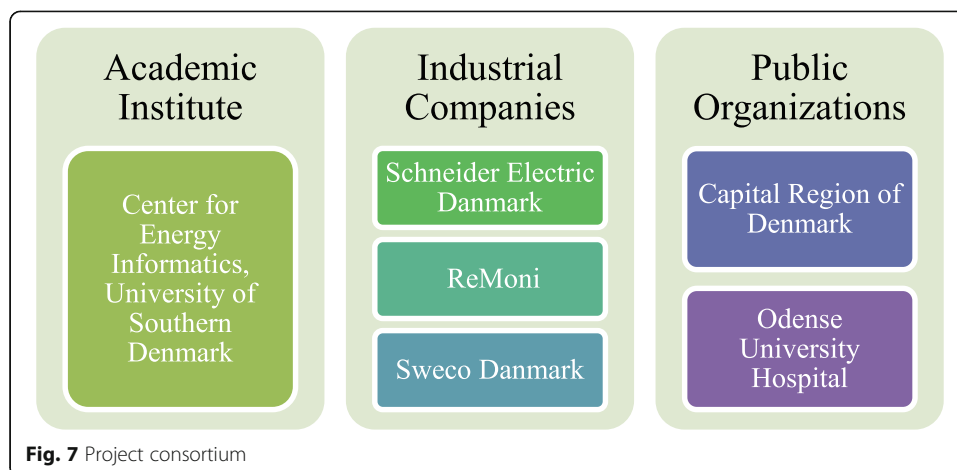 Academic
Institute
Center for
Energy
Informatics,
University of
Southern
Denmark
Industrial
Companies
Schneider Electric
Danmark
ReMoni
Sweco Danmark
Public
Organizations
Capital Region of
Denmark
Odense
University
Hospital
Fig. 7 Project consortium